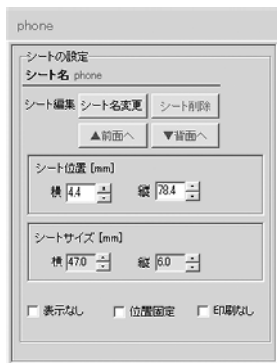 phone
シートの設定
シート名 phone
シート編集 シート名変更 シート削除
▲前面へ ▼背面へ
シート位置 [mm]
横 4.4 縦 78.4
シートサイズ [mm]
横 47.0 縦 6.0
表示なし 位置固定 印刷なし